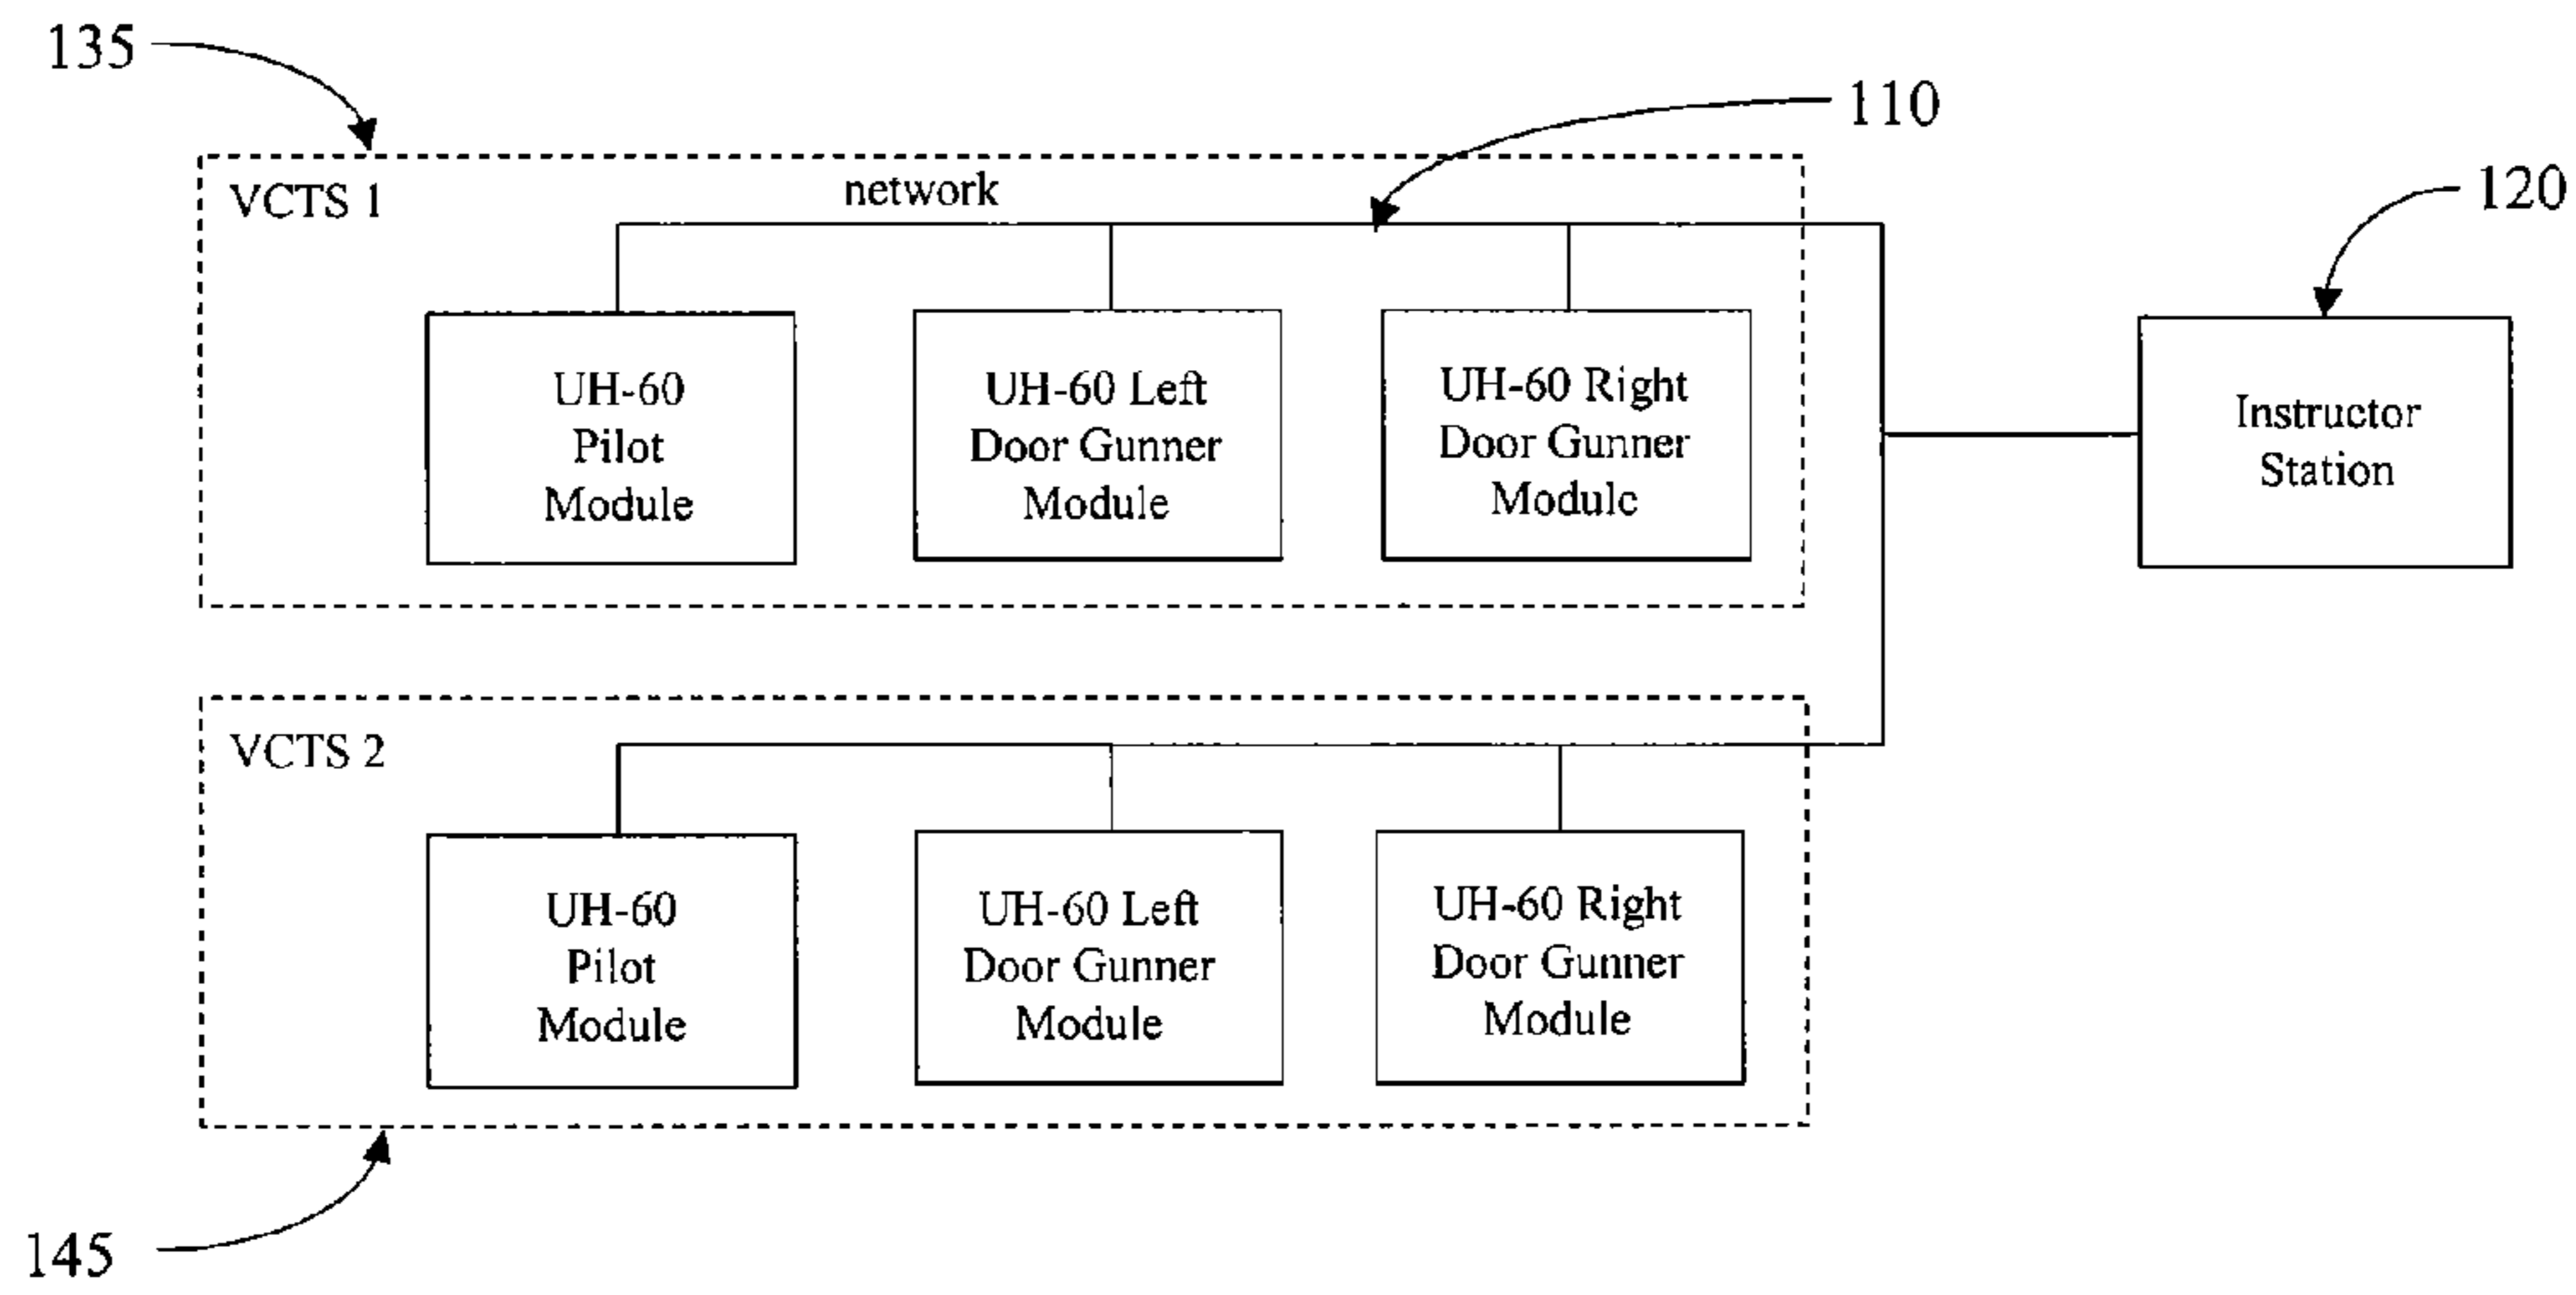 135
110
120
VCTS 1
network
UH-60
Pilot
Module
UH-60 Left
Door Gunner
Module
UH-60 Right
Door Gunner
Module
Instructor
Station
VCTS 2
UH-60
Pilot
Module
UH-60 Left
Door Gunner
Module
UH-60 Right
Door Gunner
Module
145